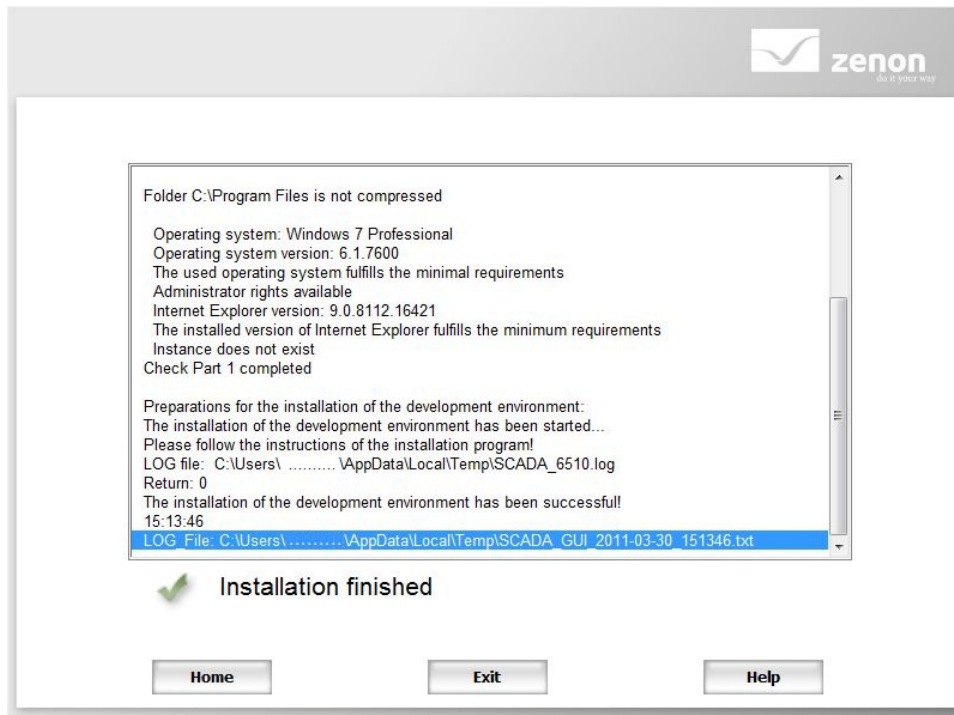 zenon
do it your way
Folder C:\Program Files is not compressed
Operating system: Windows 7 Professional
Operating system version: 6.1.7600
The used operating system fulfills the minimal requirements
Administrator rights available
Internet Explorer version: 9.0.8112.16421
The installed version of Internet Explorer fulfills the minimum requirements
Instance does not exist
Check Part 1 completed
Preparations for the installation of the development environment:
The installation of the development environment has been started...
Please follow the instructions of the installation program!
LOG file:  C:\Users\ .......... \AppData\Local\Temp\SCADA_6510.log
Return: 0
The installation of the development environment has been successful!
15:13:46
LOG_File: C:\Users\ .......... \AppData\Local\Temp\SCADA_GUI_2011-03-30_151346.txt
Installation finished
Home
Exit
Help